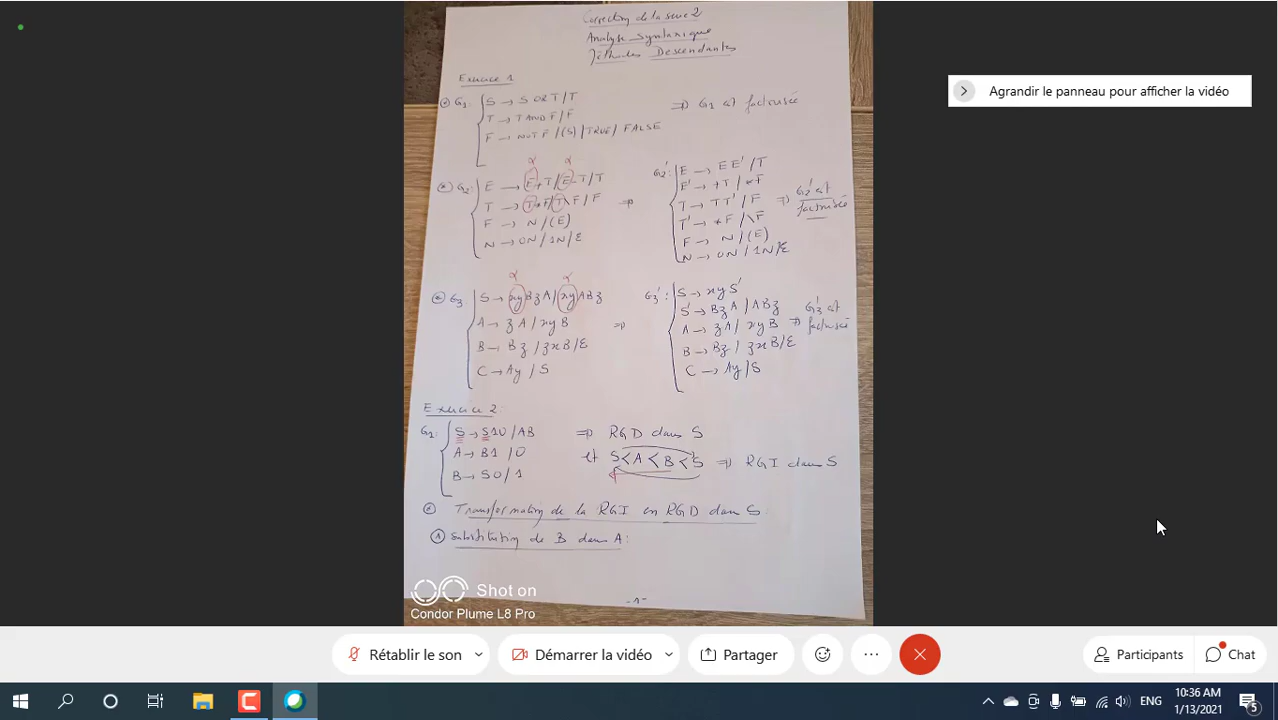 Correction de la serie 2
Analyse Syntaxique
Méthodes Descendantes
Agrandir le panneau pour afficher la vidéo
Exercice 1
G1: S → S OR T / T
T → T AND F / F
F → NOT F / (S) / TRUE / FALSE
⇒ G1 est factorisée
α α
G2: E → E+T / E-T / T
T → T*F / T\F / F
F → N / (E)
N → 0N / 1N / ε
⇒
G2': E → E E' / T
E' → +T / -T
T → T T' / F
T' → *F / \F
F → N / (E)
N → 0N / 1N / ε
⇒ G2' est factorisée
α α
G3 S → xyBzA / xyABz
A → zA / xyB
B → Bz / zxB / ε
C → Ay / S
⇒
G3': S → xyS'
S → BzA / ABz
A → zA / xyB
B → Bz / zxB / ε
C → Ay / S
⇒ G3' est factorisée
Exercice 2
G1: S → S10 / AB
A → B1 / 0
B → S0 / 1
⇒ RGD dans S
et S < A < B < S ⇒ RGI dans S
Transformation de la RGI en RGD dans S
① Substitution de B dans A:
-1-
Shot on
Condor Plume L8 Pro
Rétablir le son
Démarrer la vidéo
Partager
Participants
Chat
ENG
10:36 AM
1/13/2021
5